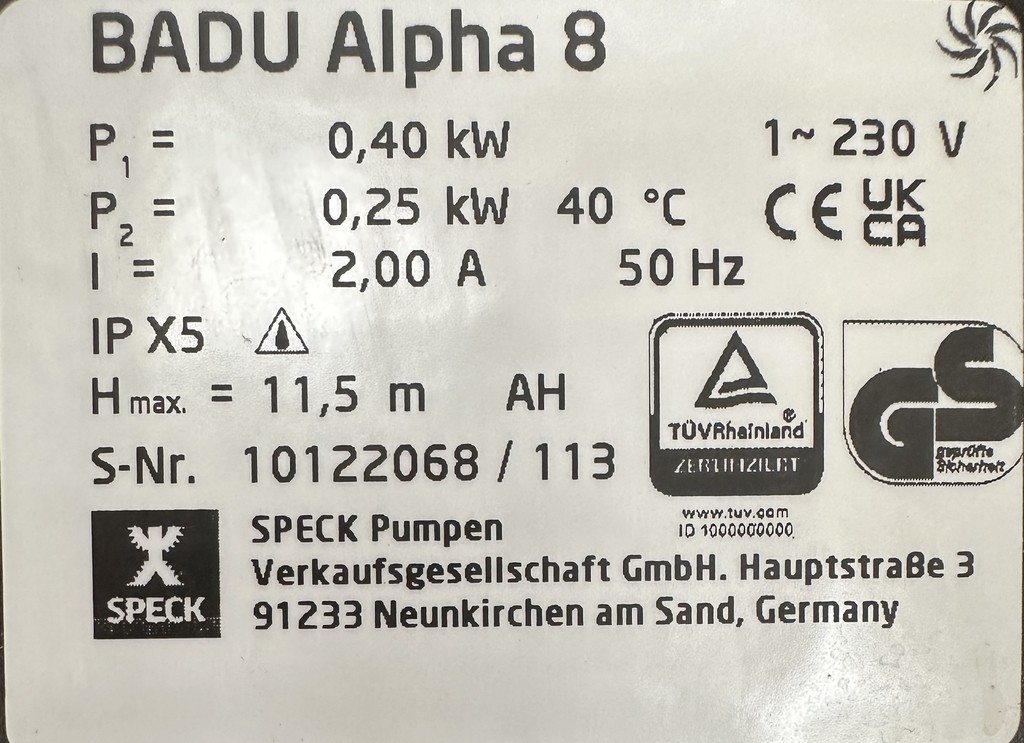 BADU Alpha 8
P1 = 0,40 kW 1~ 230 V
P2 = 0,25 kW 40 °C CE UK CA
I = 2,00 A 50 Hz
IP X5
H max. = 11,5 m AH
S-Nr. 10122068 / 113
TÜVRheinland®
ZERTIFIZIERT
www.tuv.com
ID 1000000000
GS
geprüfte
Sicherheit
SPECK
SPECK Pumpen
Verkaufsgesellschaft GmbH. Hauptstraße 3
91233 Neunkirchen am Sand, Germany